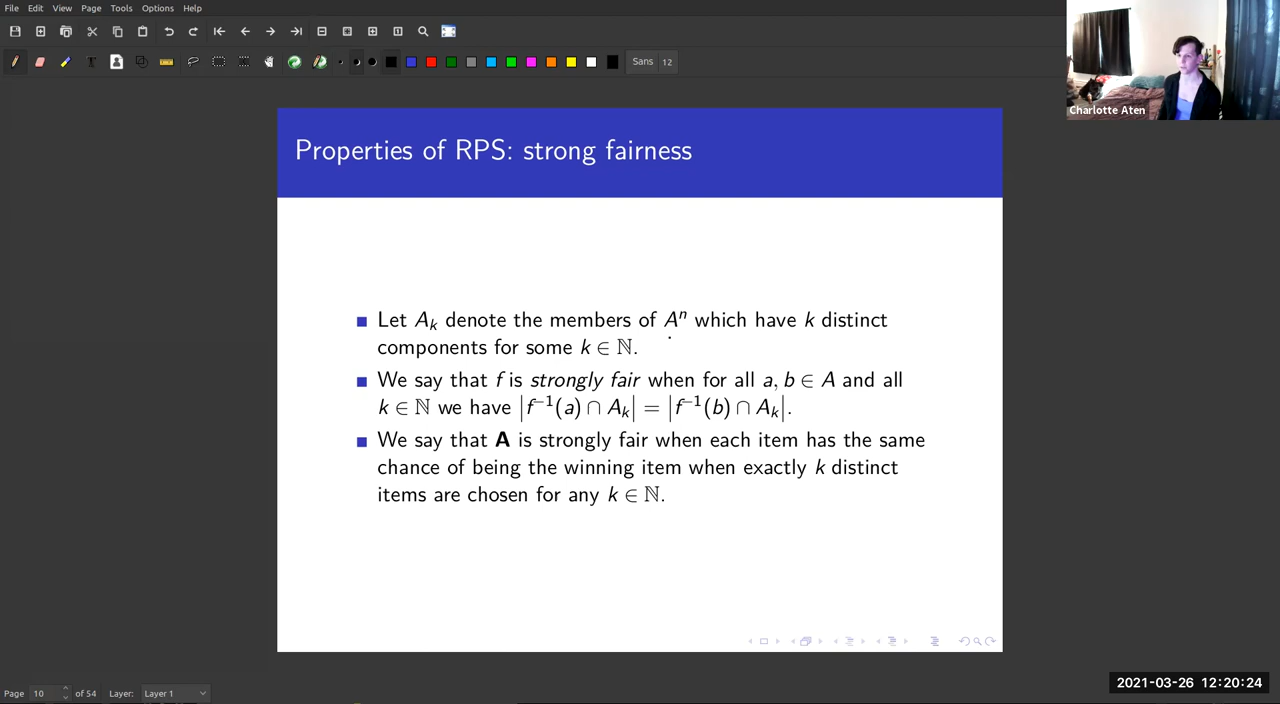 File Edit View Page Tools Options Help
T
Sans 12
Charlotte Aten
Properties of RPS: strong fairness
Let Aₖ denote the members of Aⁿ which have k distinct
components for some k ∈ ℕ.
We say that f is strongly fair when for all a, b ∈ A and all
k ∈ ℕ we have |f⁻¹(a) ∩ Aₖ| = |f⁻¹(b) ∩ Aₖ|.
We say that A is strongly fair when each item has the same
chance of being the winning item when exactly k distinct
items are chosen for any k ∈ ℕ.
2021-03-26 12:20:24
Page 10 of 54 Layer: Layer 1